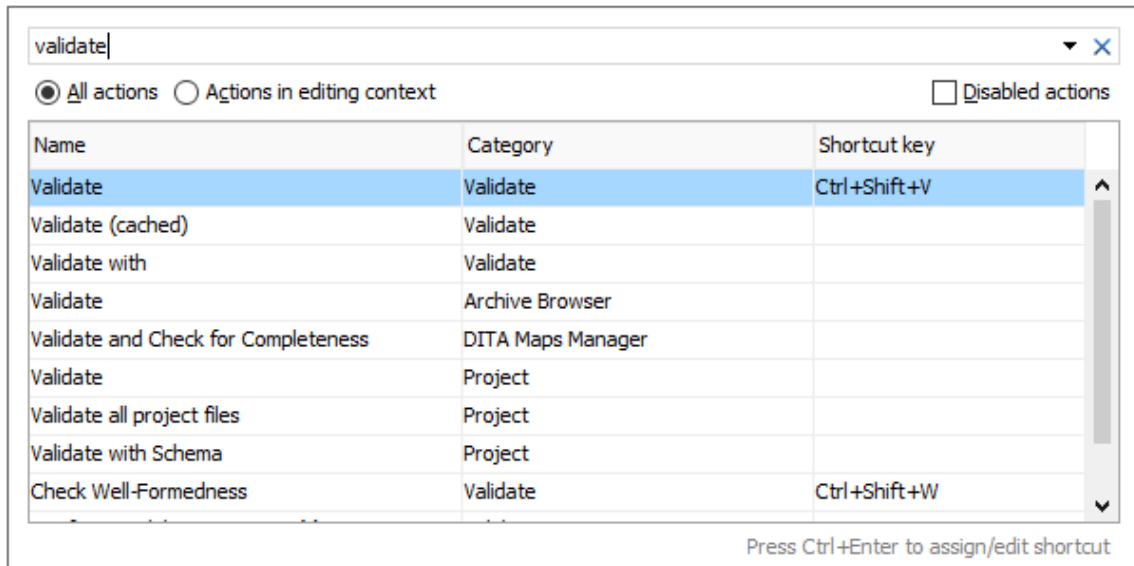 validate
All actions Actions in editing context Disabled actions
Name Category Shortcut key
Validate Validate Ctrl+Shift+V
Validate (cached) Validate
Validate with Validate
Validate Archive Browser
Validate and Check for Completeness DITA Maps Manager
Validate Project
Validate all project files Project
Validate with Schema Project
Check Well-Formedness Validate Ctrl+Shift+W
Press Ctrl+Enter to assign/edit shortcut